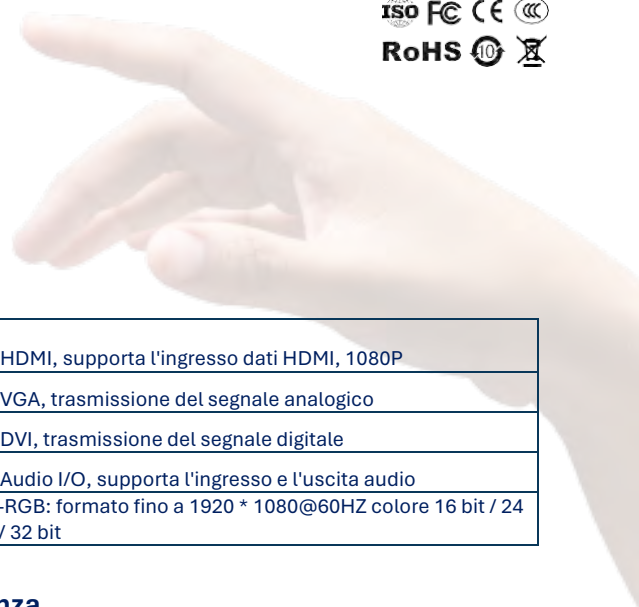 ISO FC CE CCC
RoHS 10
HDMI, supporta l'ingresso dati HDMI, 1080P
VGA, trasmissione del segnale analogico
DVI, trasmissione del segnale digitale
Audio I/O, supporta l'ingresso e l'uscita audio
-RGB: formato fino a 1920 * 1080@60HZ colore 16 bit / 24
/ 32 bit
nza